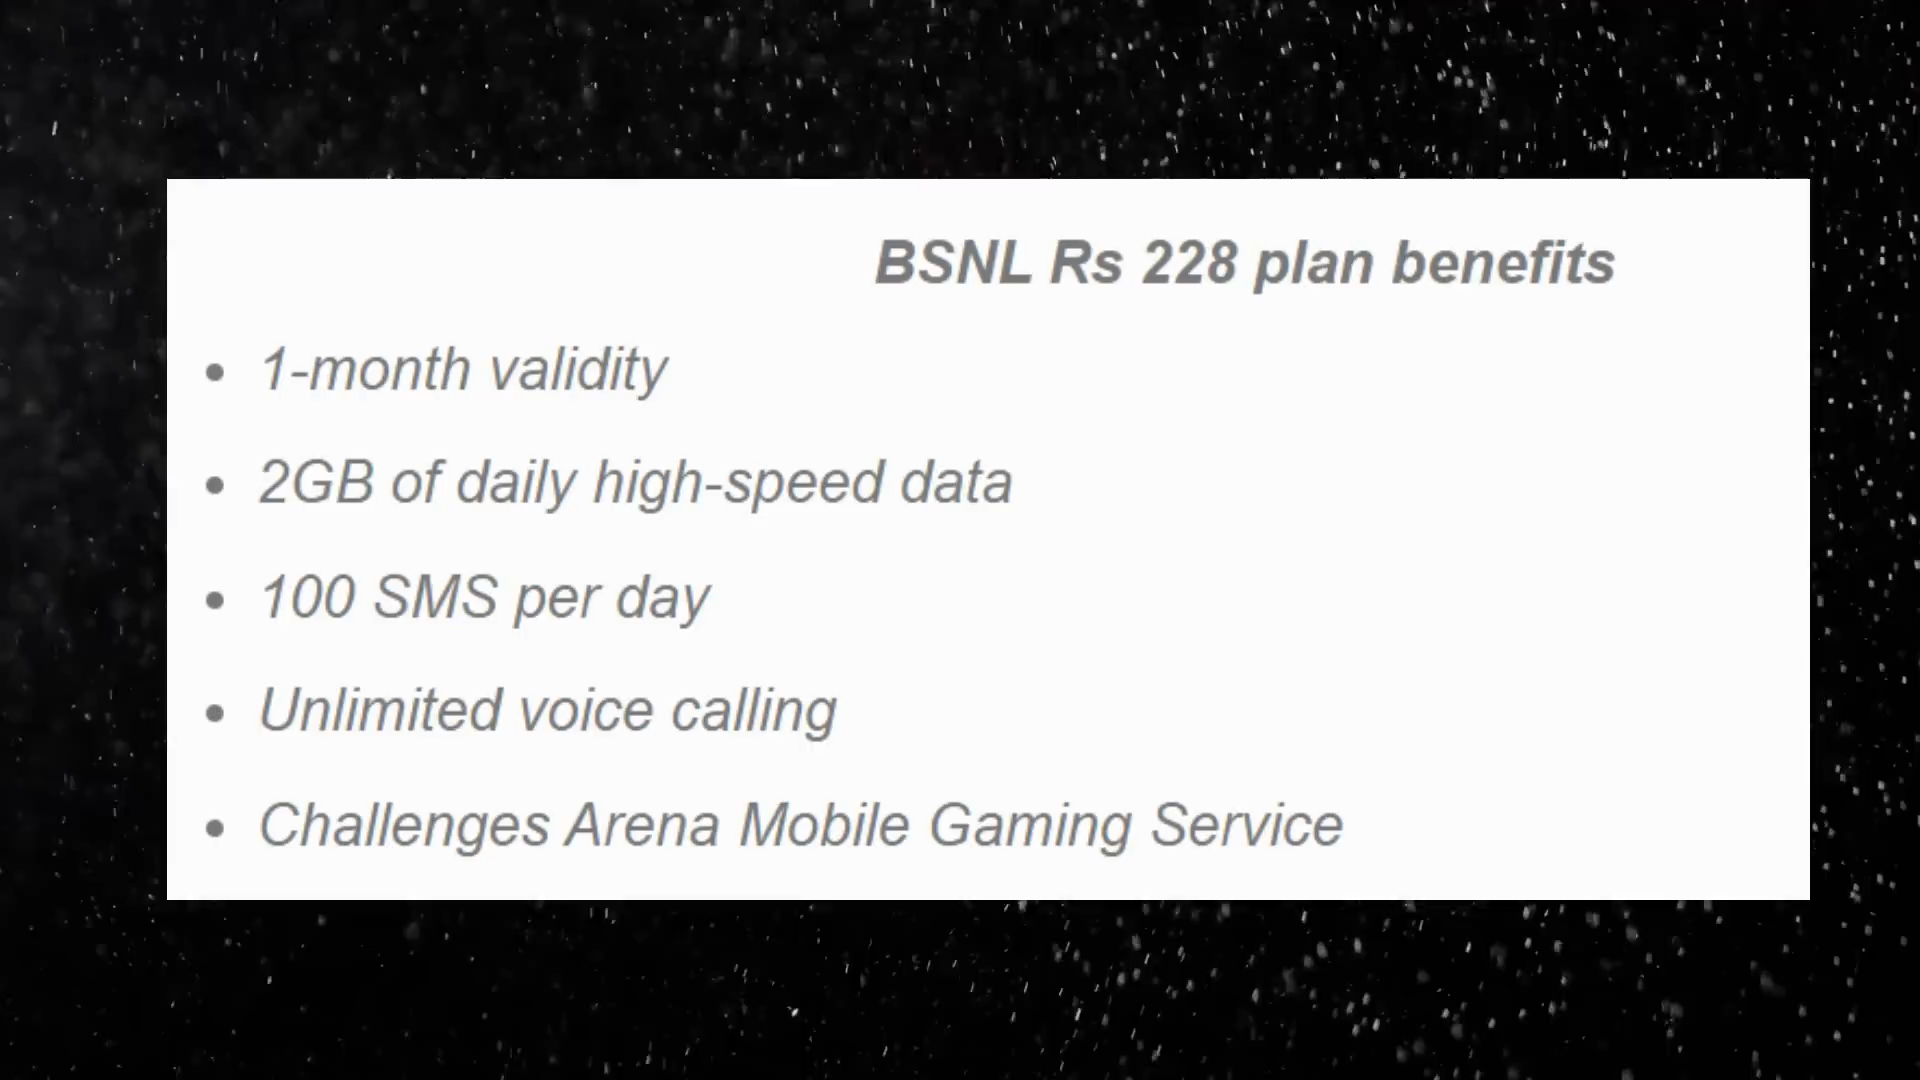 BSNL Rs 228 plan benefits
• 1-month validity
• 2GB of daily high-speed data
• 100 SMS per day
• Unlimited voice calling
• Challenges Arena Mobile Gaming Service